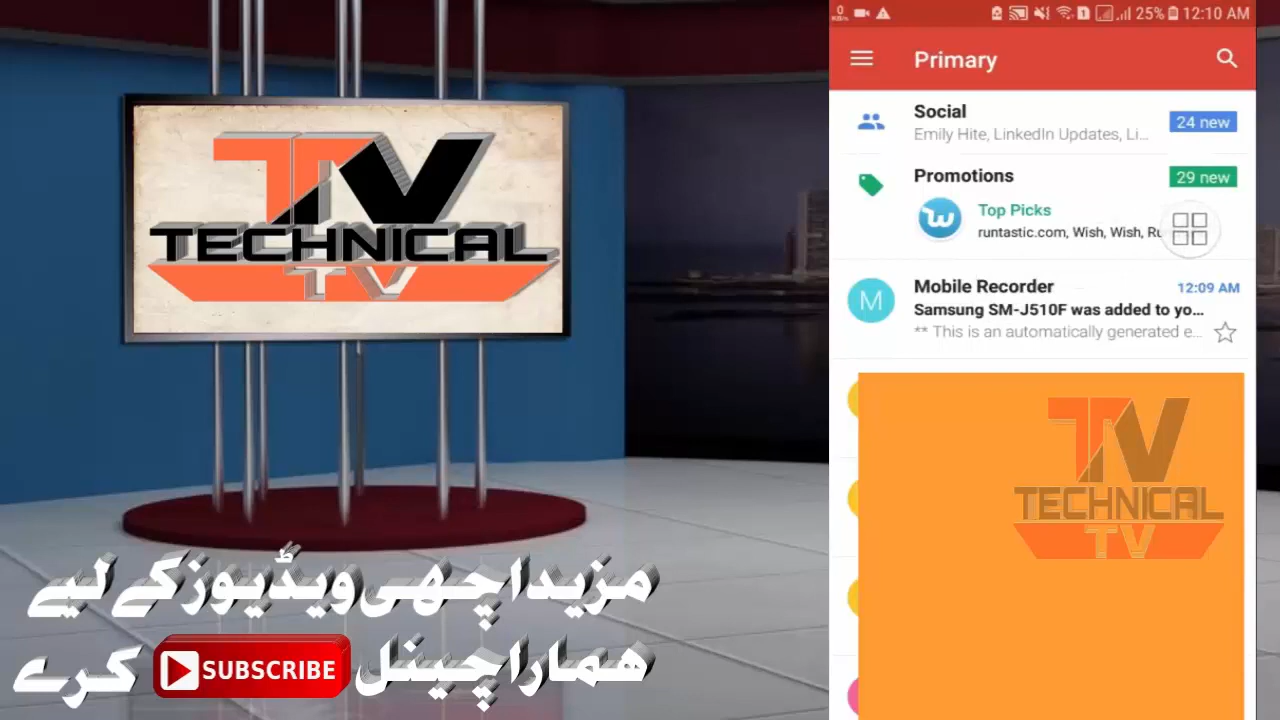 TV
TECHNICAL
TV
مزید اچھی ویڈیوز کے لیے
ھمارا چینل SUBSCRIBE کرے
0
KB/s
25% 12:10 AM
Primary
Social
24 new
Emily Hite, LinkedIn Updates, Li...
Promotions
29 new
Top Picks
runtastic.com, Wish, Wish, Ru
M
Mobile Recorder
12:09 AM
Samsung SM-J510F was added to yo...
** This is an automatically generated e...
TV
TECHNICAL
TV